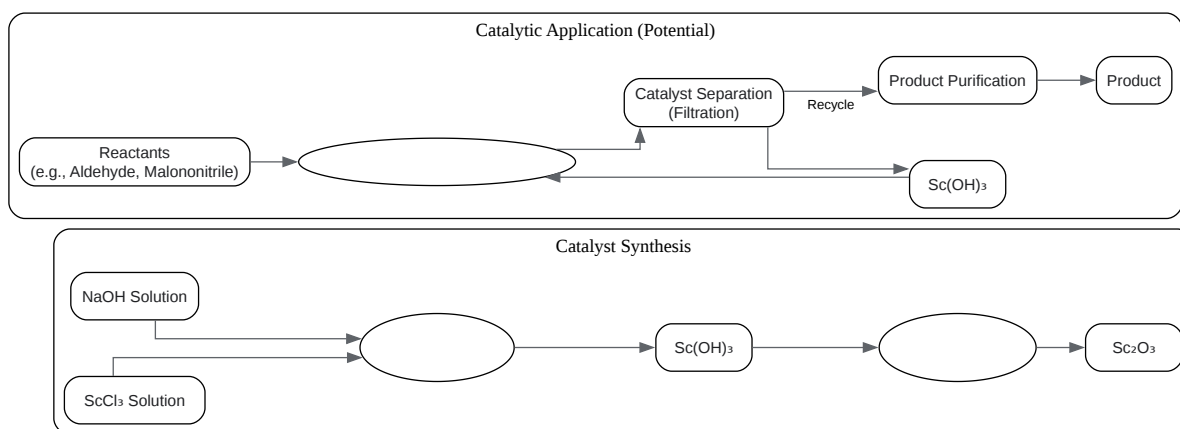 Catalytic Application (Potential)
Reactants
(e.g., Aldehyde, Malononitrile)
Catalyst Separation
(Filtration)
Recycle
Product Purification
Product
Sc(OH)₃
Catalyst Synthesis
NaOH Solution
ScCl₃ Solution
Sc(OH)₃
Sc₂O₃